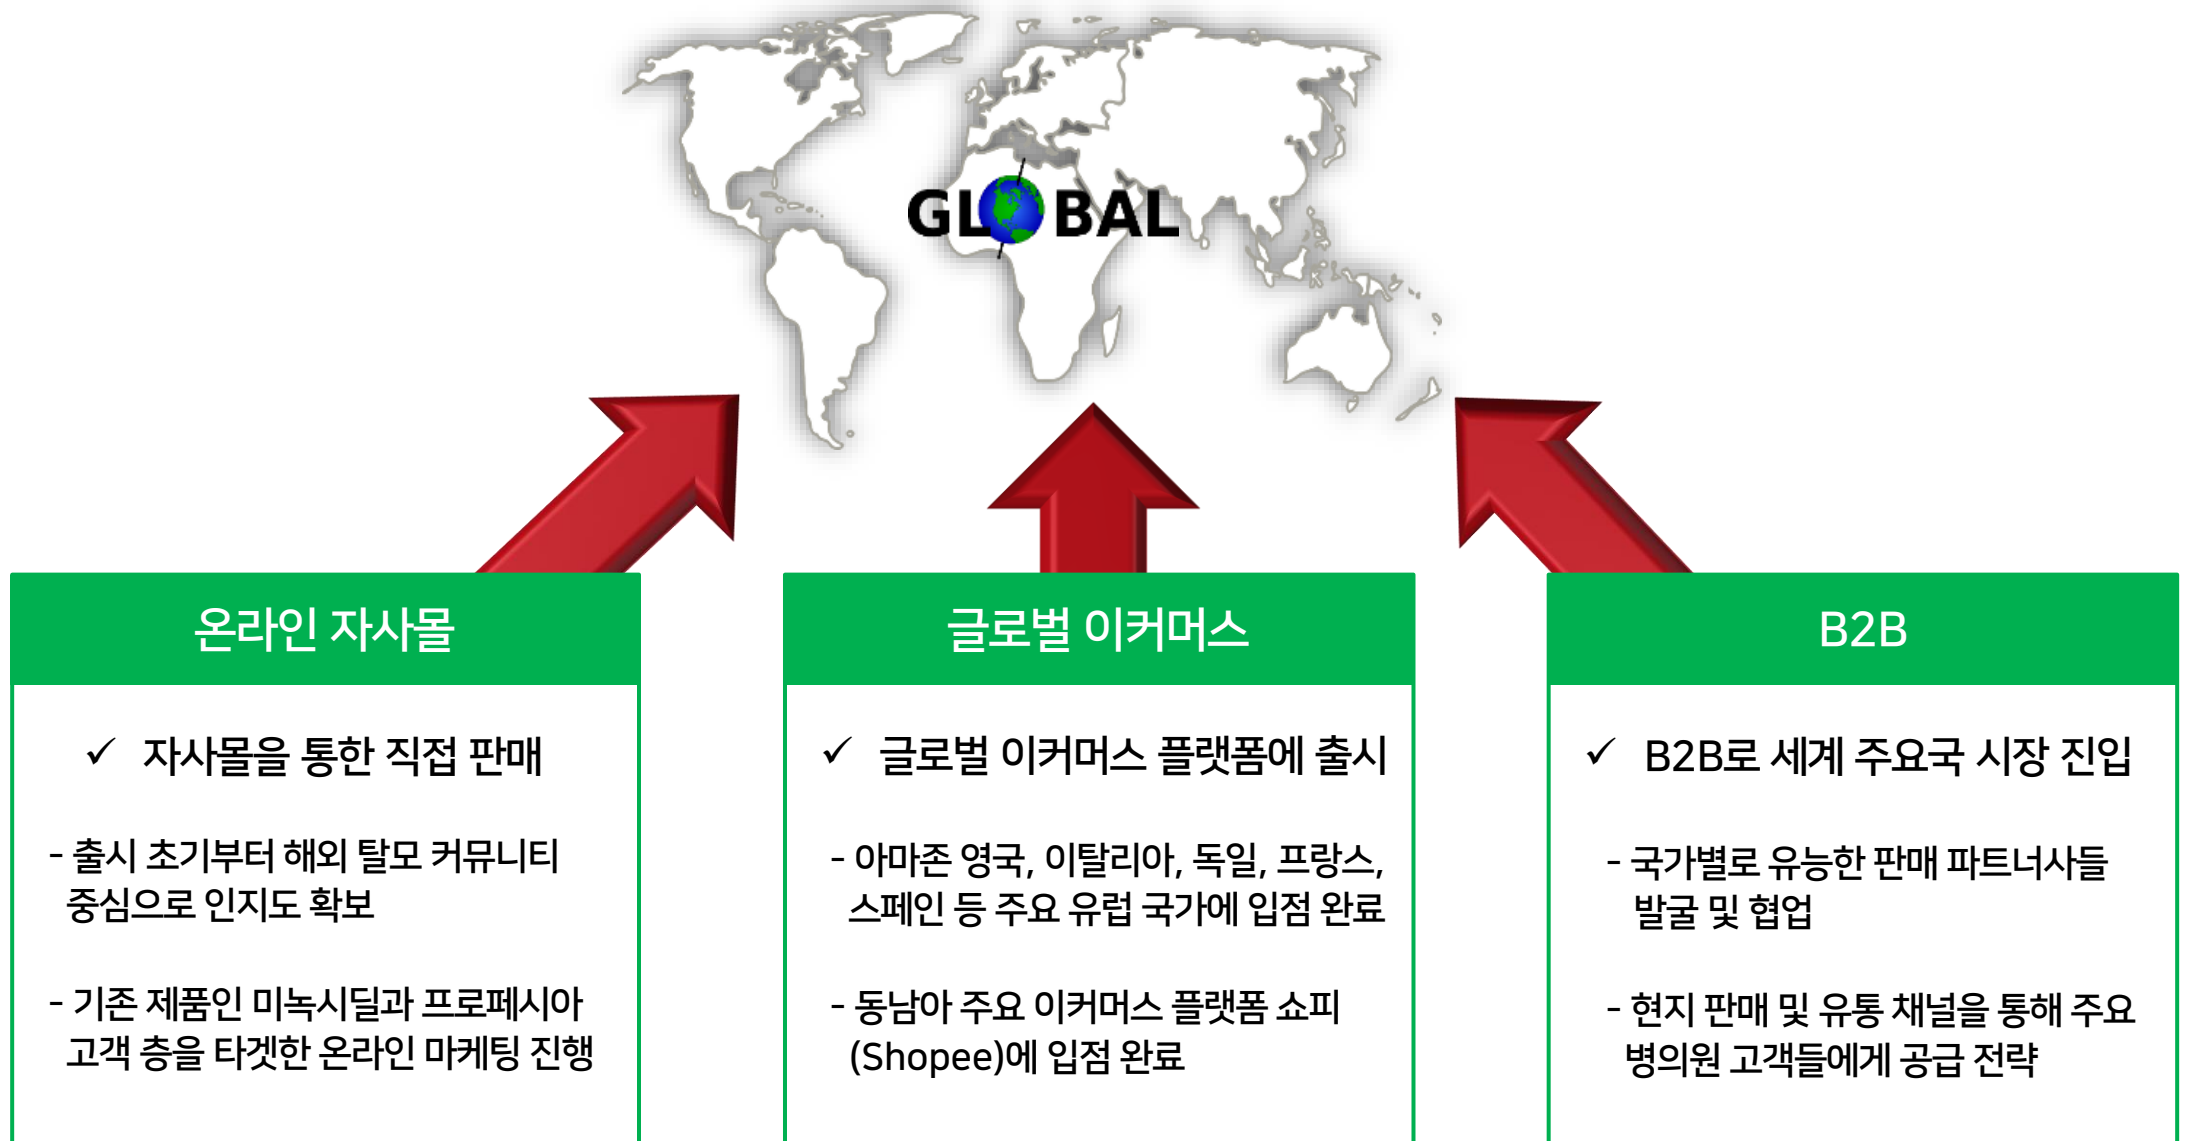 GLOBAL
온라인 자사몰
✓ 자사몰을 통한 직접 판매
- 출시 초기부터 해외 탈모 커뮤니티
중심으로 인지도 확보
- 기존 제품인 미녹시딜과 프로페시아
고객 층을 타겟한 온라인 마케팅 진행
글로벌 이커머스
✓ 글로벌 이커머스 플랫폼에 출시
- 아마존 영국, 이탈리아, 독일, 프랑스,
스페인 등 주요 유럽 국가에 입점 완료
- 동남아 주요 이커머스 플랫폼 쇼피
(Shopee)에 입점 완료
B2B
✓ B2B로 세계 주요국 시장 진입
- 국가별로 유능한 판매 파트너사들
발굴 및 협업
- 현지 판매 및 유통 채널을 통해 주요
병의원 고객들에게 공급 전략